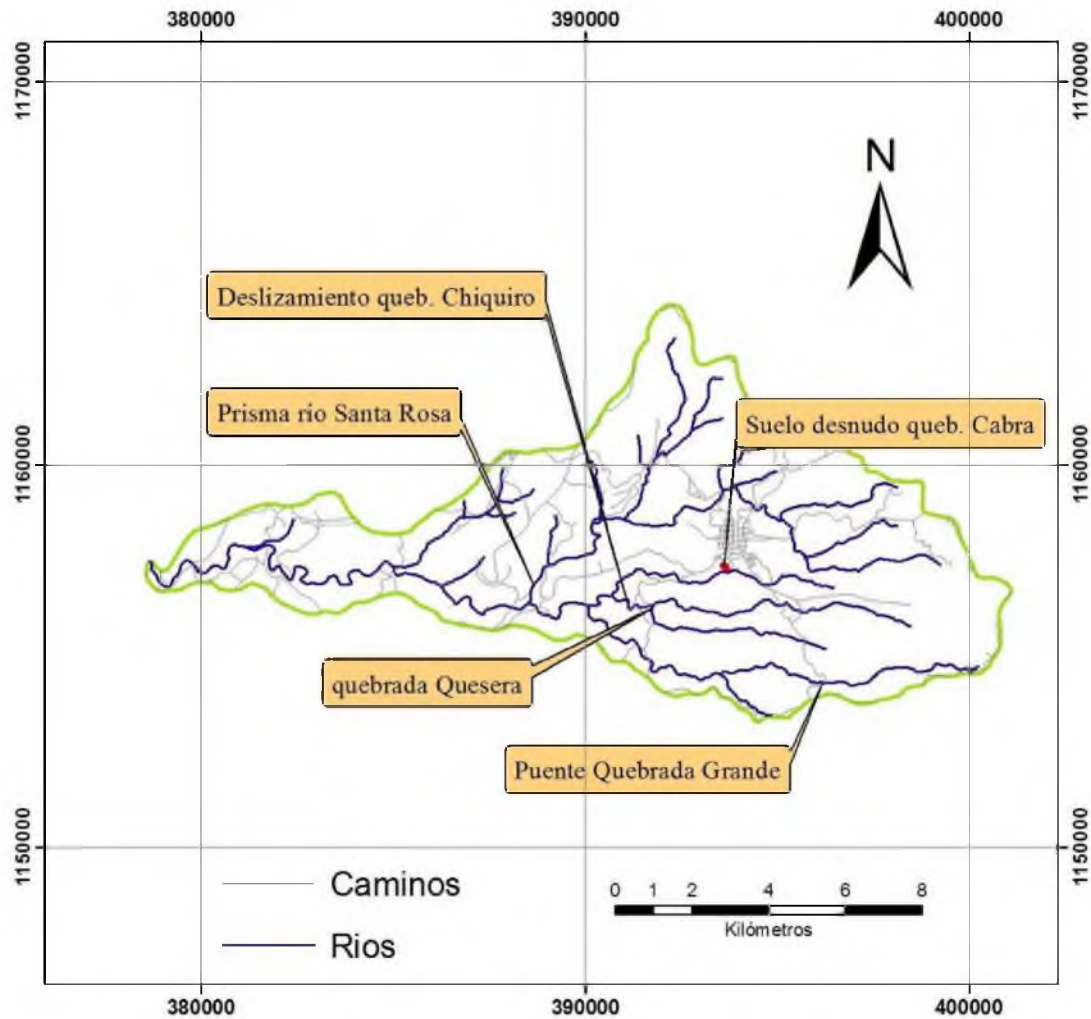 380000
390000
400000
1170000
1170000
N
Deslizamiento queb. Chiquiro
Prisma río Santa Rosa
Suelo desnudo queb. Cabra
1160000
1160000
quebrada Quesera
Puente Quebrada Grande
1150000
1150000
Caminos
Rios
0 1 2 4 6 8
Kilómetros
380000
390000
400000